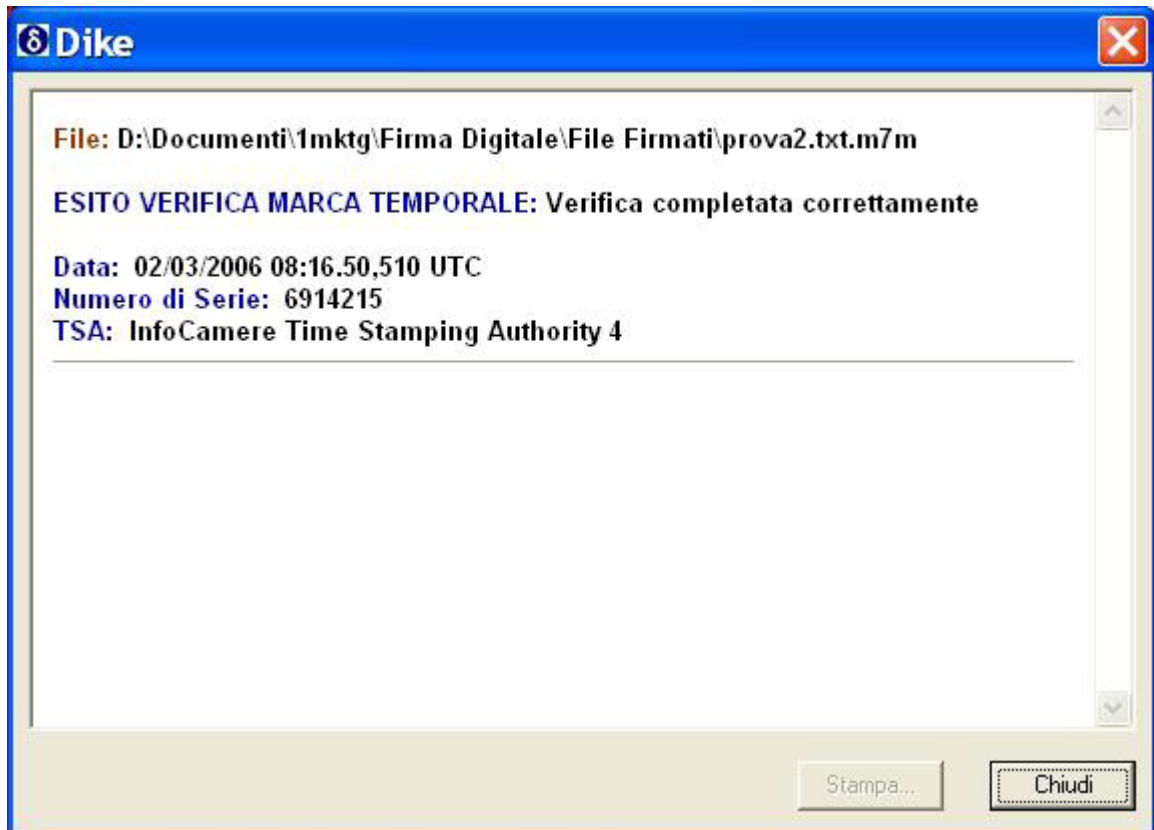 Dike
File: D:\Documenti\1mktg\Firma Digitale\File Firmati\prova2.txt.m7m
ESITO VERIFICA MARCA TEMPORALE: Verifica completata correttamente
Data: 02/03/2006 08:16.50,510 UTC
Numero di Serie: 6914215
TSA: InfoCamere Time Stamping Authority 4
Stampa... Chiudi